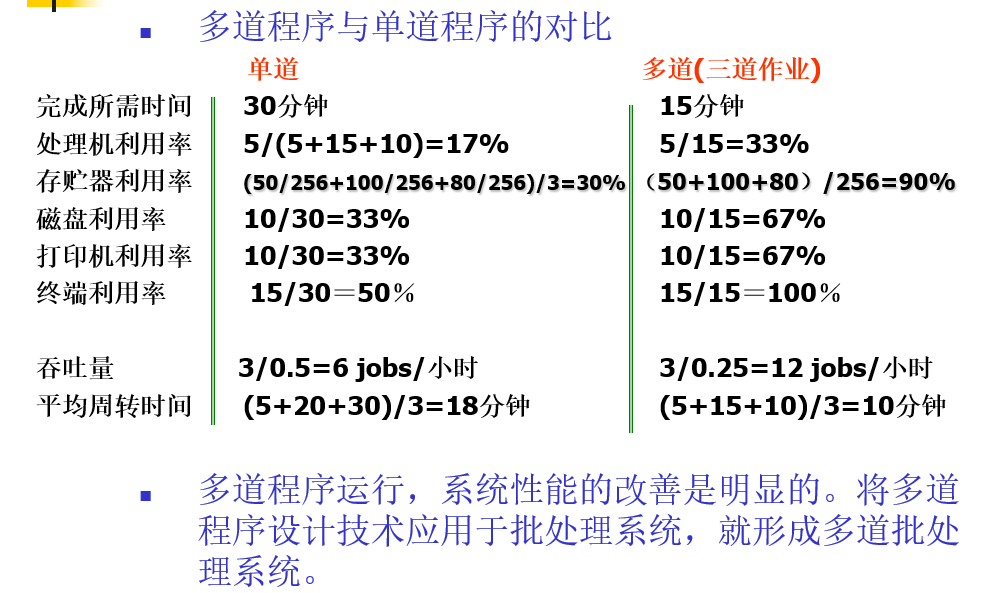 多道程序与单道程序的对比
单道 多道(三道作业)
完成所需时间 30分钟 15分钟
处理机利用率 5/(5+15+10)=17% 5/15=33%
存贮器利用率 (50/256+100/256+80/256)/3=30% （50+100+80）/256=90%
磁盘利用率 10/30=33% 10/15=67%
打印机利用率 10/30=33% 10/15=67%
终端利用率 15/30＝50％ 15/15＝100％
吞吐量 3/0.5=6 jobs/小时 3/0.25=12 jobs/小时
平均周转时间 (5+20+30)/3=18分钟 (5+15+10)/3=10分钟
多道程序运行，系统性能的改善是明显的。将多道
程序设计技术应用于批处理系统，就形成多道批处
理系统。